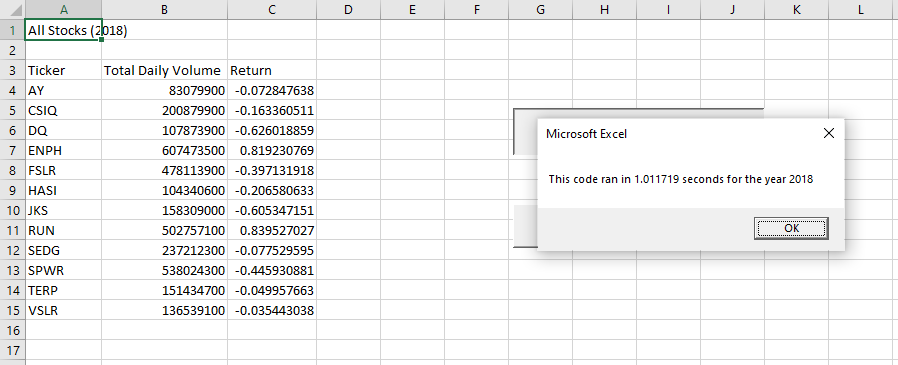 A B C D E F G H I J K L
1 All Stocks (2018)
2
3 Ticker Total Daily Volume Return
4 AY 83079900 -0.072847638
5 CSIQ 200879900 -0.163360511
6 DQ 107873900 -0.626018859
7 ENPH 607473500 0.819230769
8 FSLR 478113900 -0.397131918
9 HASI 104340600 -0.206580633
10 JKS 158309000 -0.605347151
11 RUN 502757100 0.839527027
12 SEDG 237212300 -0.077529595
13 SPWR 538024300 -0.445930881
14 TERP 151434700 -0.049957663
15 VSLR 136539100 -0.035443038
16
17
Microsoft Excel
This code ran in 1.011719 seconds for the year 2018
OK